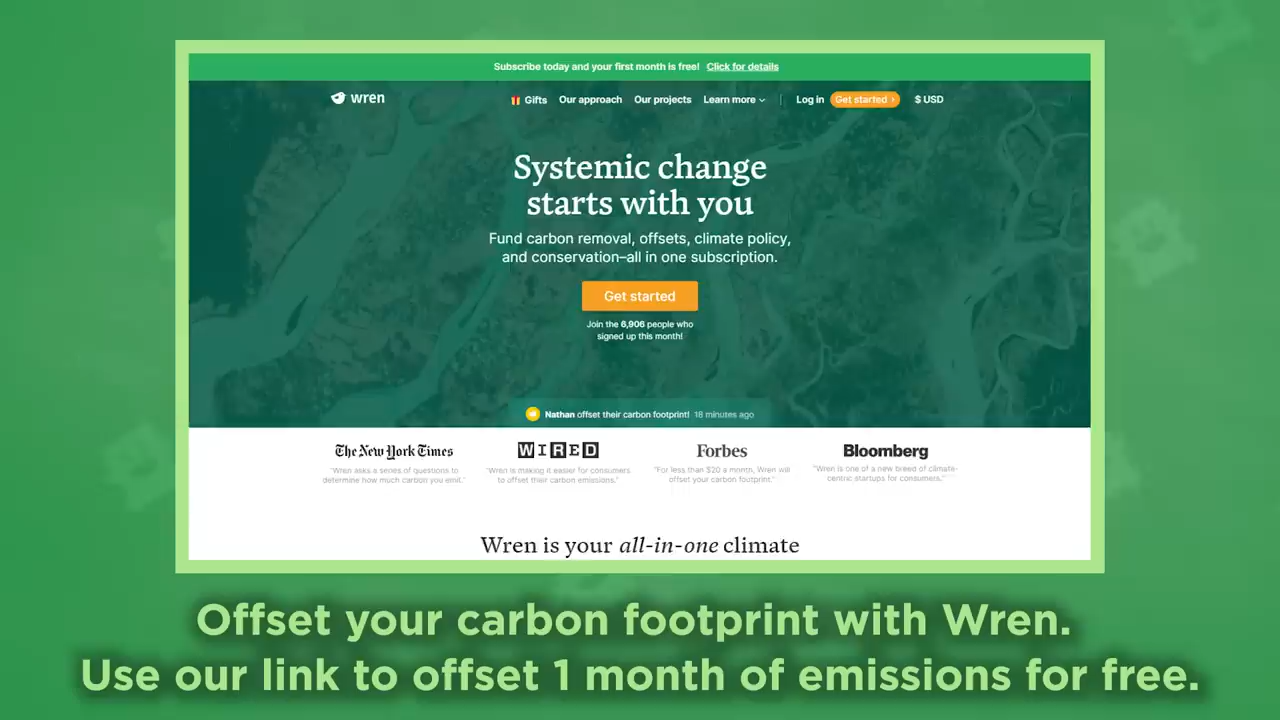 Subscribe today and your first month is free! Click for details
wren
Gifts Our approach Our projects Learn more Log in Get started $ USD
Systemic change
starts with you
Fund carbon removal, offsets, climate policy,
and conservation–all in one subscription.
Get started
Join the 6,906 people who
signed up this month!
Nathan offset their carbon footprint! 18 minutes ago
The New York Times WIRED Forbes Bloomberg
"Wren asks a series of questions to "Wren is making it easier for consumers "For less than $20 a month, Wren will "Wren is one of a new breed of climate-
determine how much carbon you emit." to offset their carbon emissions." offset your carbon footprint." centric startups for consumers."
Wren is your all-in-one climate
Offset your carbon footprint with Wren.
Use our link to offset 1 month of emissions for free.